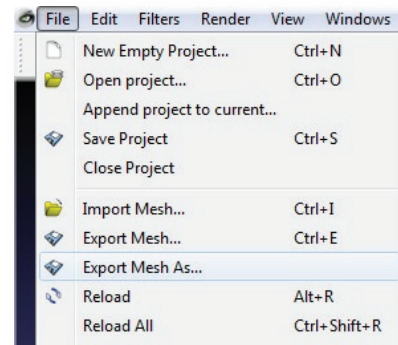 File Edit Filters Render View Windows
New Empty Project... Ctrl+N
Open project... Ctrl+O
Append project to current...
Save Project Ctrl+S
Close Project
Import Mesh... Ctrl+I
Export Mesh... Ctrl+E
Export Mesh As...
Reload Alt+R
Reload All Ctrl+Shift+R